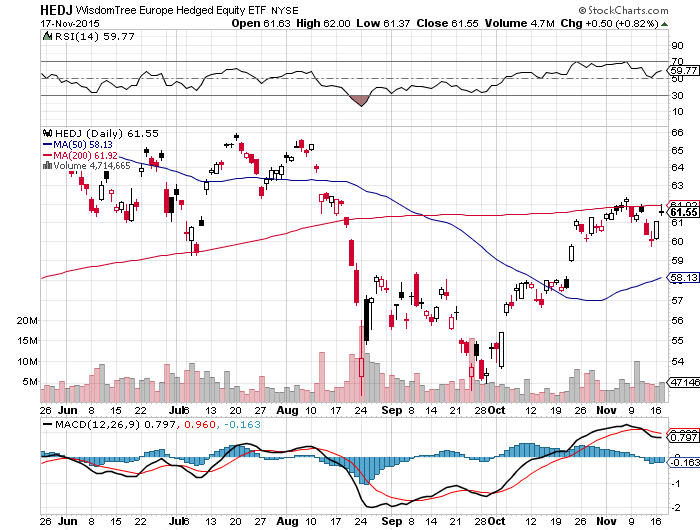 HEDJ WisdomTree Europe Hedged Equity ETF NYSE © StockCharts.com
17-Nov-2015 Open 61.63 High 62.00 Low 61.37 Close 61.55 Volume 4.7M Chg +0.50 (+0.82%)
RSI(14) 59.77
90
70
59.77
50
30
10
HEDJ (Daily) 61.55
MA(50) 58.13
MA(200) 61.92
Volume 4,714,665
66
65
64
63
62
61.55
61
60
59
58.13
57
56
55
54
53
20M
15M
10M
5M
47146
26 Jun 8 15 22 Jul 6 13 20 27 Aug 10 17 24 Sep 8 14 21 28 Oct 12 19 26 Nov 9 16
MACD(12,26,9) 0.797, 0.960, -0.163
1
0.797
-0.163
-1
-2
26 Jun 8 15 22 Jul 6 13 20 27 Aug 10 17 24 Sep 8 14 21 28 Oct 12 19 26 Nov 9 16